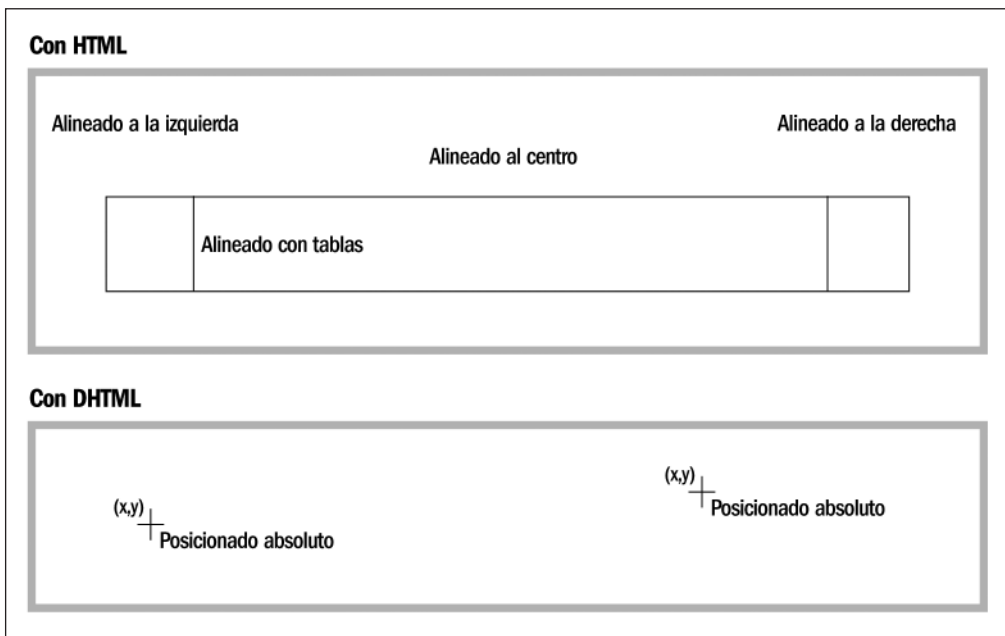 Con HTML
Alineado a la izquierda
Alineado a la derecha
Alineado al centro
Alineado con tablas
Con DHTML
(x,y)
Posicionado absoluto
(x,y)
Posicionado absoluto